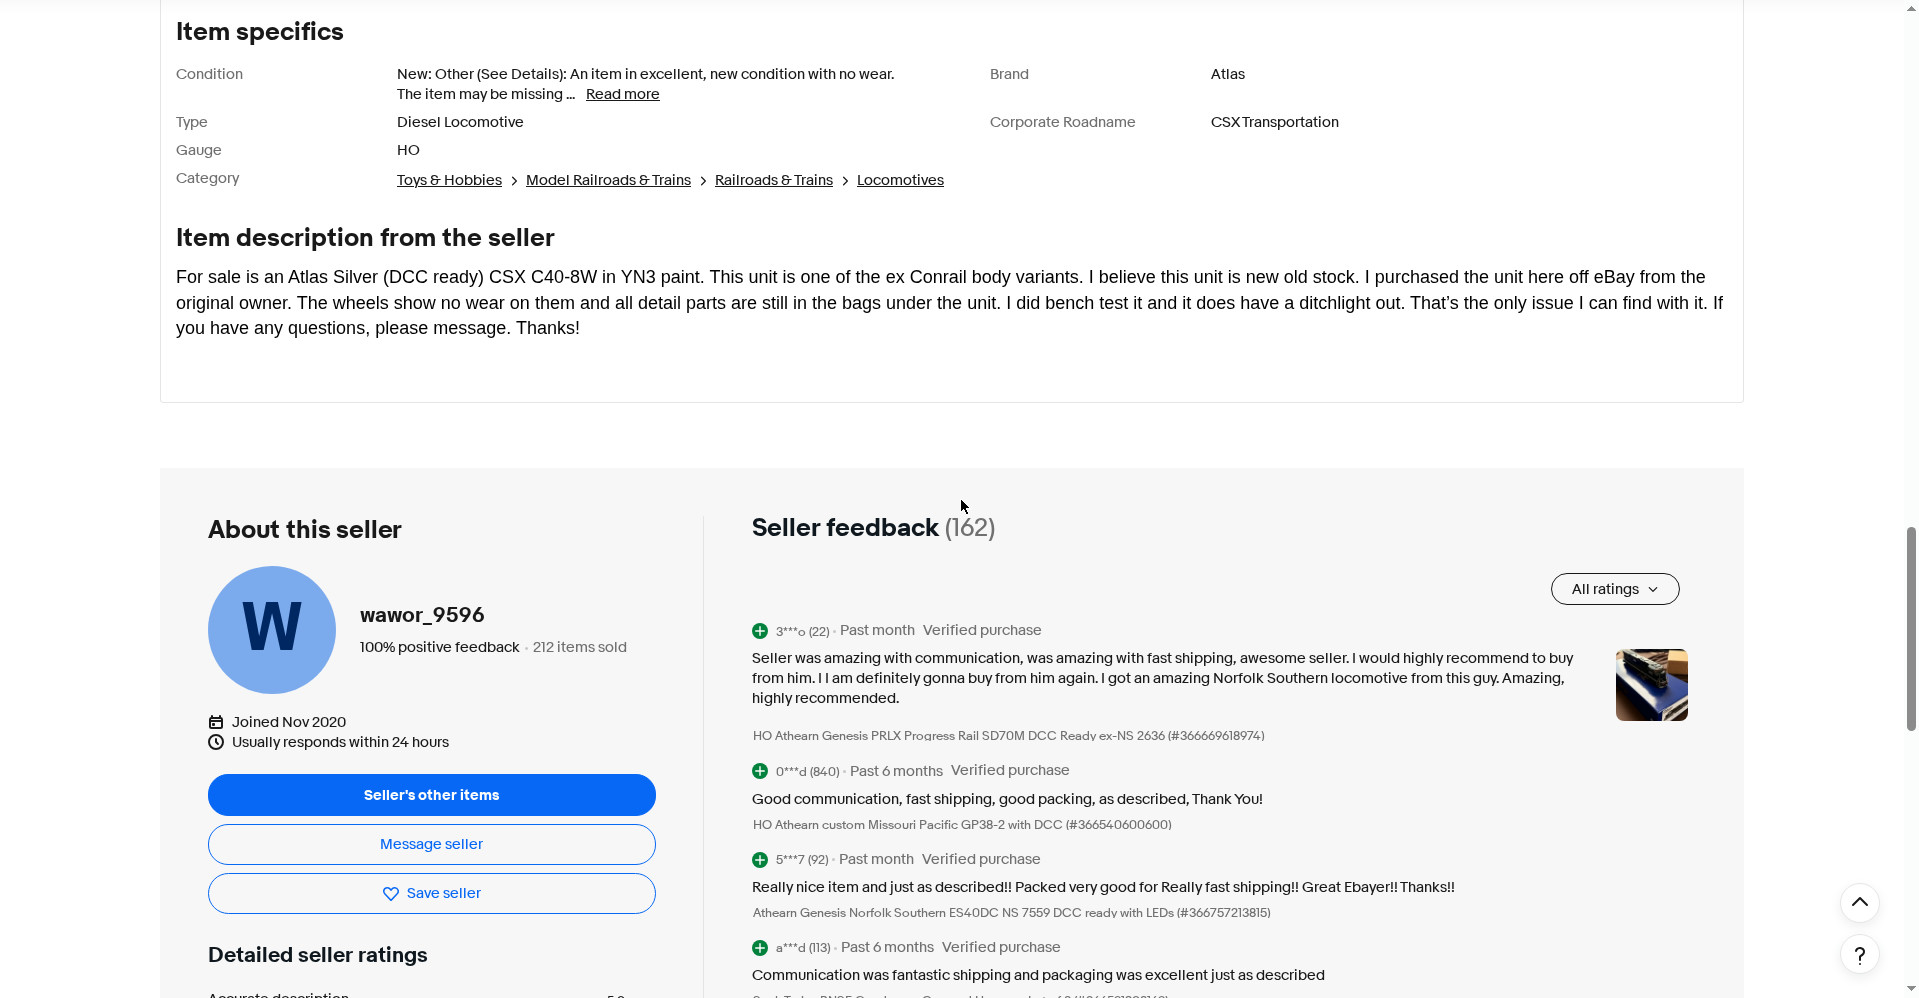 Item specifics
Condition
New: Other (See Details): An item in excellent, new condition with no wear.
The item may be missing ... Read more
Brand
Atlas
Type
Diesel Locomotive
Corporate Roadname
CSX Transportation
Gauge
HO
Category
Toys & Hobbies > Model Railroads & Trains > Railroads & Trains > Locomotives
Item description from the seller
For sale is an Atlas Silver (DCC ready) CSX C40-8W in YN3 paint. This unit is one of the ex Conrail body variants. I believe this unit is new old stock. I purchased the unit here off eBay from the
original owner. The wheels show no wear on them and all detail parts are still in the bags under the unit. I did bench test it and it does have a ditchlight out. That’s the only issue I can find with it. If
you have any questions, please message. Thanks!
About this seller
W
wawor_9596
100% positive feedback · 212 items sold
Joined Nov 2020
Usually responds within 24 hours
Seller's other items
Message seller
Save seller
Detailed seller ratings
Seller feedback (162)
All ratings
3***o (22) · Past month Verified purchase
Seller was amazing with communication, was amazing with fast shipping, awesome seller. I would highly recommend to buy
from him. I I am definitely gonna buy from him again. I got an amazing Norfolk Southern locomotive from this guy. Amazing,
highly recommended.
HO Athearn Genesis PRLX Progress Rail SD70M DCC Ready ex-NS 2636 (#366669618974)
0***d (840) · Past 6 months Verified purchase
Good communication, fast shipping, good packing, as described, Thank You!
HO Athearn custom Missouri Pacific GP38-2 with DCC (#366540600600)
5***7 (92) · Past month Verified purchase
Really nice item and just as described!! Packed very good for Really fast shipping!! Great Ebayer!! Thanks!!
Athearn Genesis Norfolk Southern ES40DC NS 7559 DCC ready with LEDs (#366757213815)
a***d (113) · Past 6 months Verified purchase
Communication was fantastic shipping and packaging was excellent just as described
?